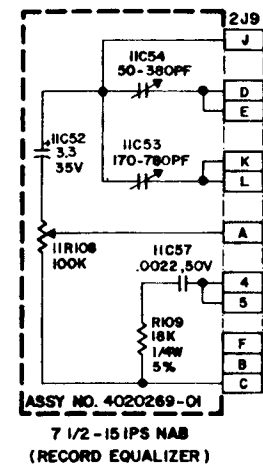 2J9
J
11C54
50-380PF
D
E
11C52
3.3
35V
11C53
170-780PF
K
L
A
11R108
100K
11C57
.0022,50V
4
5
R109
18K
1/4W
5%
F
B
C
ASSY NO. 4020269-01
7 1/2-15 IPS NAB
(RECORD EQUALIZER)